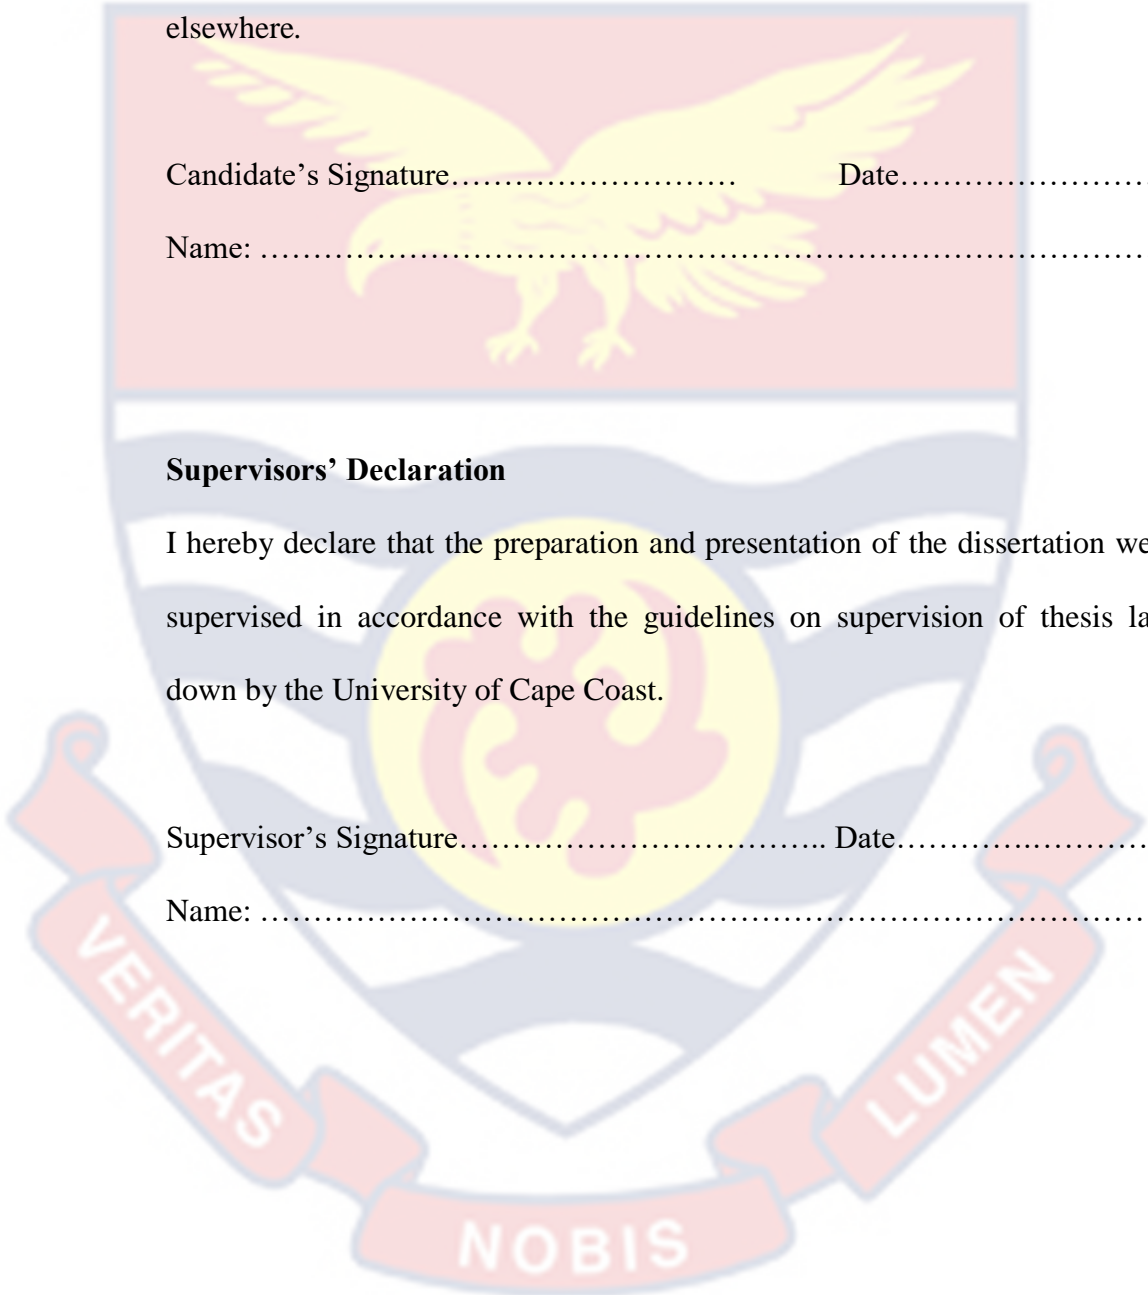 elsewhere.
Candidate’s Signature……………………… Date……………………
Name: …………………………………………………………………………
Supervisors’ Declaration
I hereby declare that the preparation and presentation of the dissertation we
supervised in accordance with the guidelines on supervision of thesis la
down by the University of Cape Coast.
Supervisor’s Signature…………………………….. Date………….…………
Name: …………………………………………………………………………
VERITAS
NOBIS
LUMEN